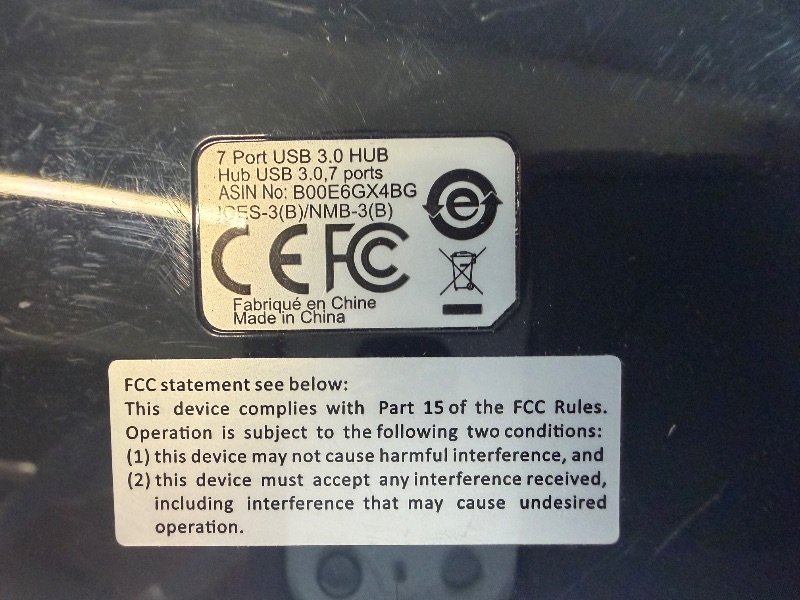 7 Port USB 3.0 HUB
Hub USB 3.0,7 ports
ASIN No: B00E6GX4BG
ICES-3(B)/NMB-3(B)
CE FC
e
Fabriqué en Chine
Made in China
FCC statement see below:
This device complies with Part 15 of the FCC Rules.
Operation is subject to the following two conditions:
(1) this device may not cause harmful interference, and
(2) this device must accept any interference received,
including interference that may cause undesired
operation.